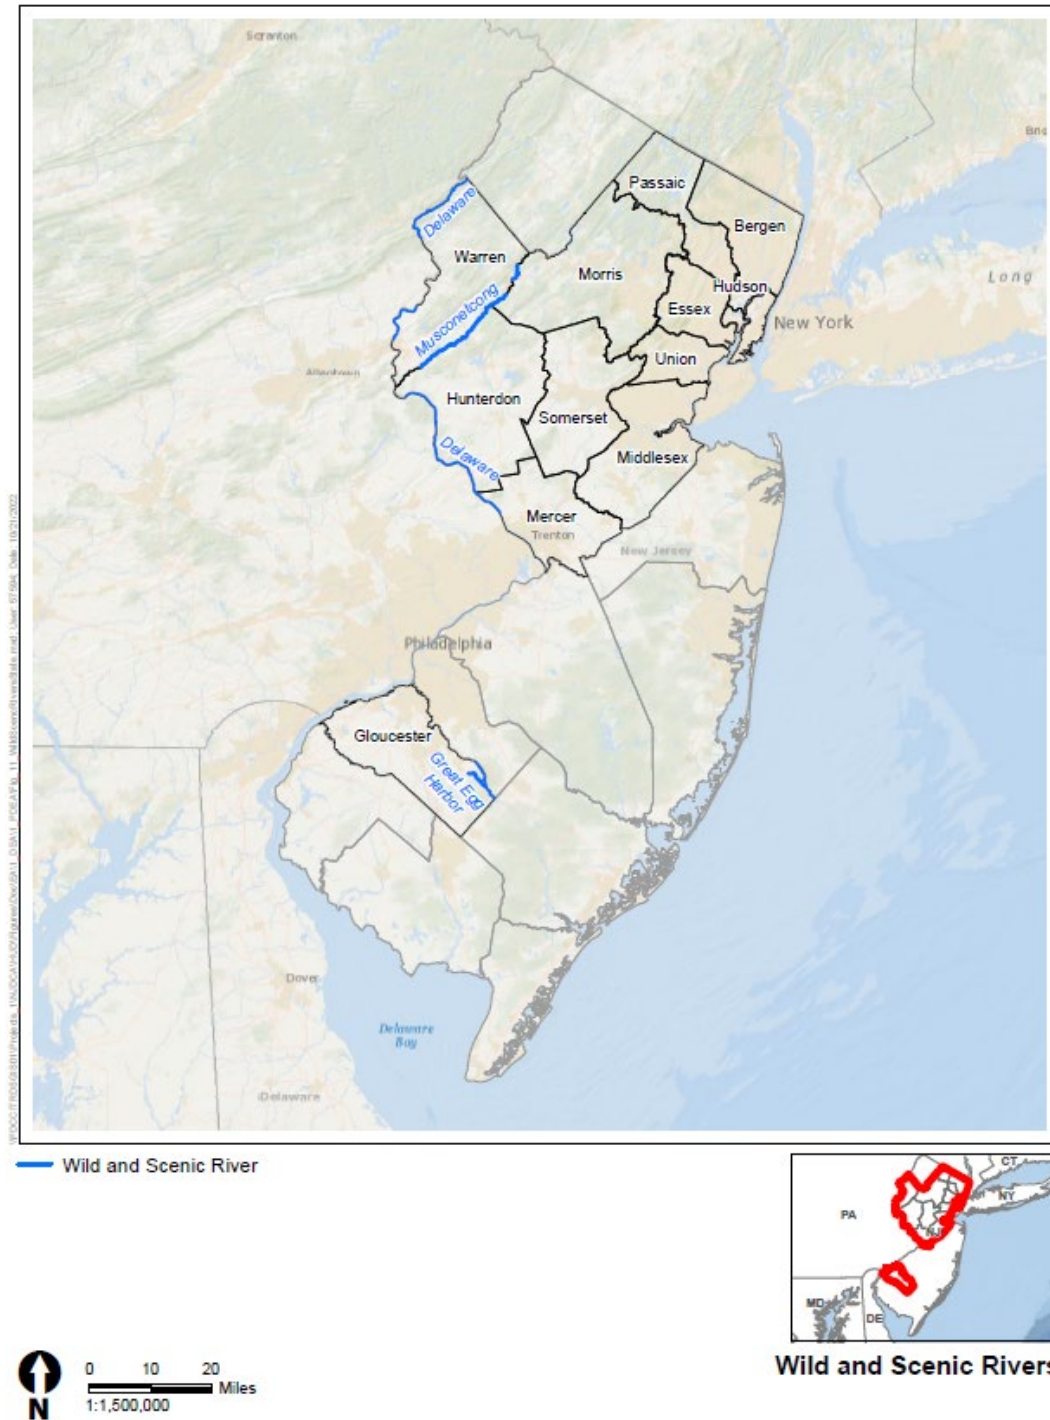 Scranton
Passaic
Delaware
Bergen
Warren
Morris
Long
Hudson
Musconetcong
Essex
New York
Union
Allentown
Hunterdon
Somerset
Delaware
Middlesex
Mercer
Trenton
New Jersey
Philadelphia
Gloucester
Great Egg
Harbor
Dover
Delaware
Bay
Delaware
Wild and Scenic River
CT
NY
PA
NJ
MD
DE
Wild and Scenic Rivers
0 10 20
Miles
1:1,500,000
N